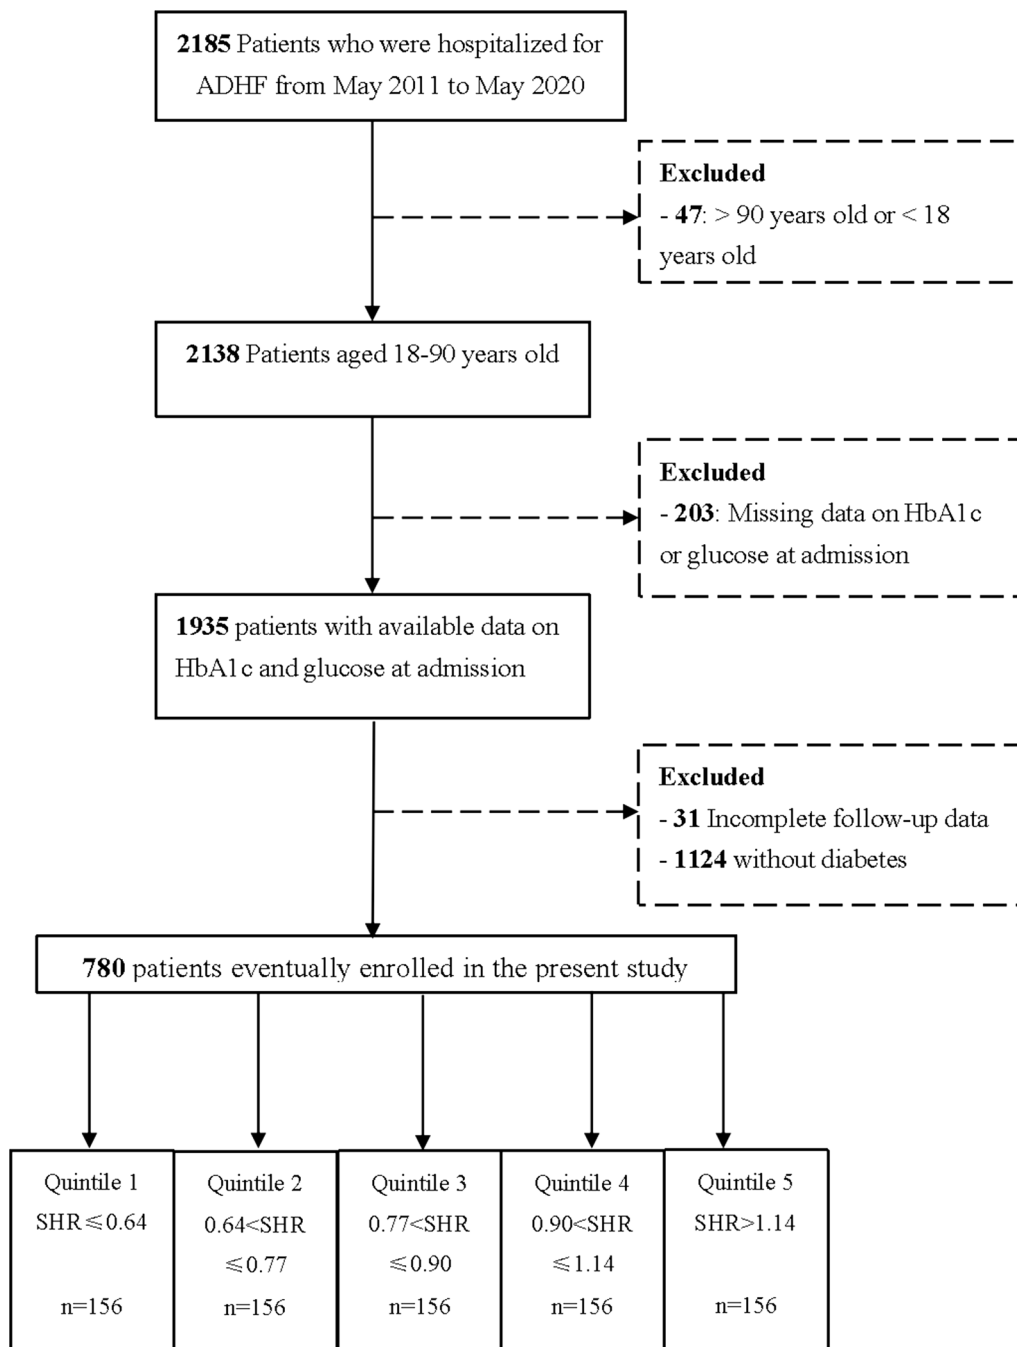 2185 Patients who were hospitalized for
ADHF from May 2011 to May 2020
Excluded
- 47: > 90 years old or < 18
years old
2138 Patients aged 18-90 years old
Excluded
- 203: Missing data on HbA1c
or glucose at admission
1935 patients with available data on
HbA1c and glucose at admission
Excluded
- 31 Incomplete follow-up data
- 1124 without diabetes
780 patients eventually enrolled in the present study
Quintile 1
SHR≤0.64
n=156
Quintile 2
0.64<SHR
≤0.77
n=156
Quintile 3
0.77<SHR
≤0.90
n=156
Quintile 4
0.90<SHR
≤1.14
n=156
Quintile 5
SHR>1.14
n=156